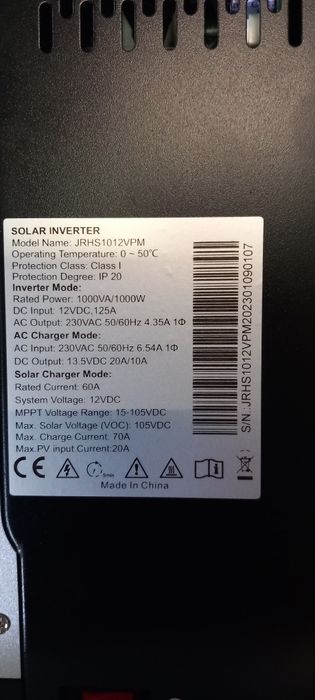 SOLAR INVERTER
Model Name: JRHS1012VPM
Operating Temperature: 0 ~ 50℃
Protection Class: Class I
Protection Degree: IP 20
Inverter Mode:
Rated Power: 1000VA/1000W
DC Input: 12VDC,125A
AC Output: 230VAC 50/60Hz 4.35A 1Φ
AC Charger Mode:
AC Input: 230VAC 50/60Hz 6.54A 1Φ
DC Output: 13.5VDC 20A/10A
Solar Charger Mode:
Rated Current: 60A
System Voltage: 12VDC
MPPT Voltage Range: 15-105VDC
Max. Solar Voltage (VOC): 105VDC
Max. Charge Current: 70A
Max.PV input Current:20A
CE
5min
Made In China
S/N: JRHS1012VPM202301090107